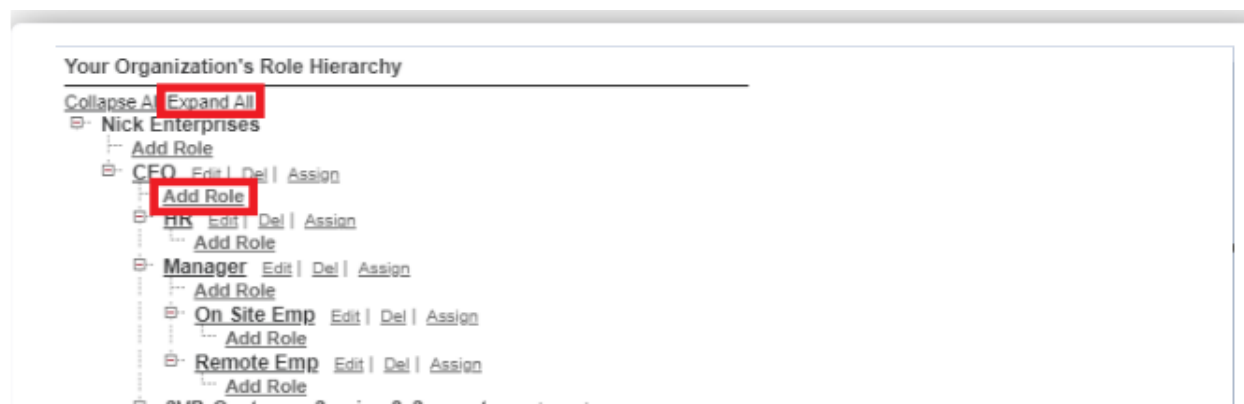 Your Organization's Role Hierarchy
Collapse Al Expand All
Nick Enterprises
Add Role
CEO Edit | Del | Assign
Add Role
HR Edit | Del | Assign
Add Role
Manager Edit | Del | Assign
Add Role
On Site Emp Edit | Del | Assign
Add Role
Remote Emp Edit | Del | Assign
Add Role